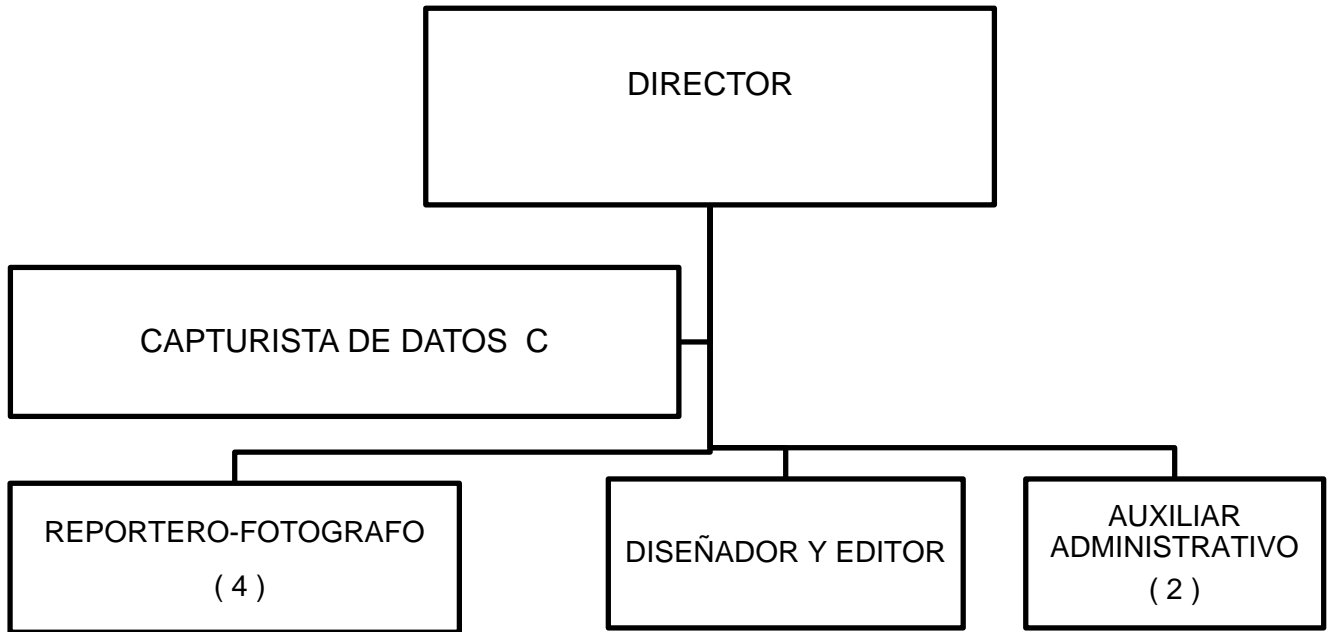 DIRECTOR
CAPTURISTA DE DATOS  C
REPORTERO-FOTOGRAFO
( 4 )
DISEÑADOR Y EDITOR
AUXILIAR
ADMINISTRATIVO
( 2 )